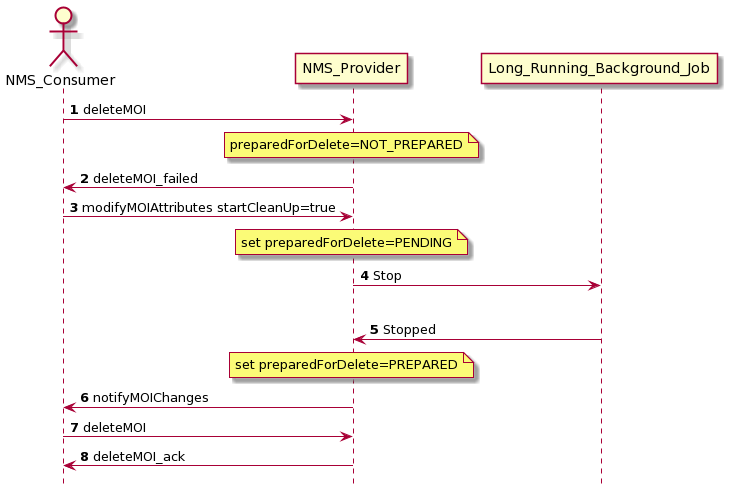 NMS_Consumer
NMS_Provider
Long_Running_Background_Job
1 deleteMOI
preparedForDelete=NOT_PREPARED
2 deleteMOI_failed
3 modifyMOIAttributes startCleanUp=true
set preparedForDelete=PENDING
4 Stop
5 Stopped
set preparedForDelete=PREPARED
6 notifyMOIChanges
7 deleteMOI
8 deleteMOI_ack